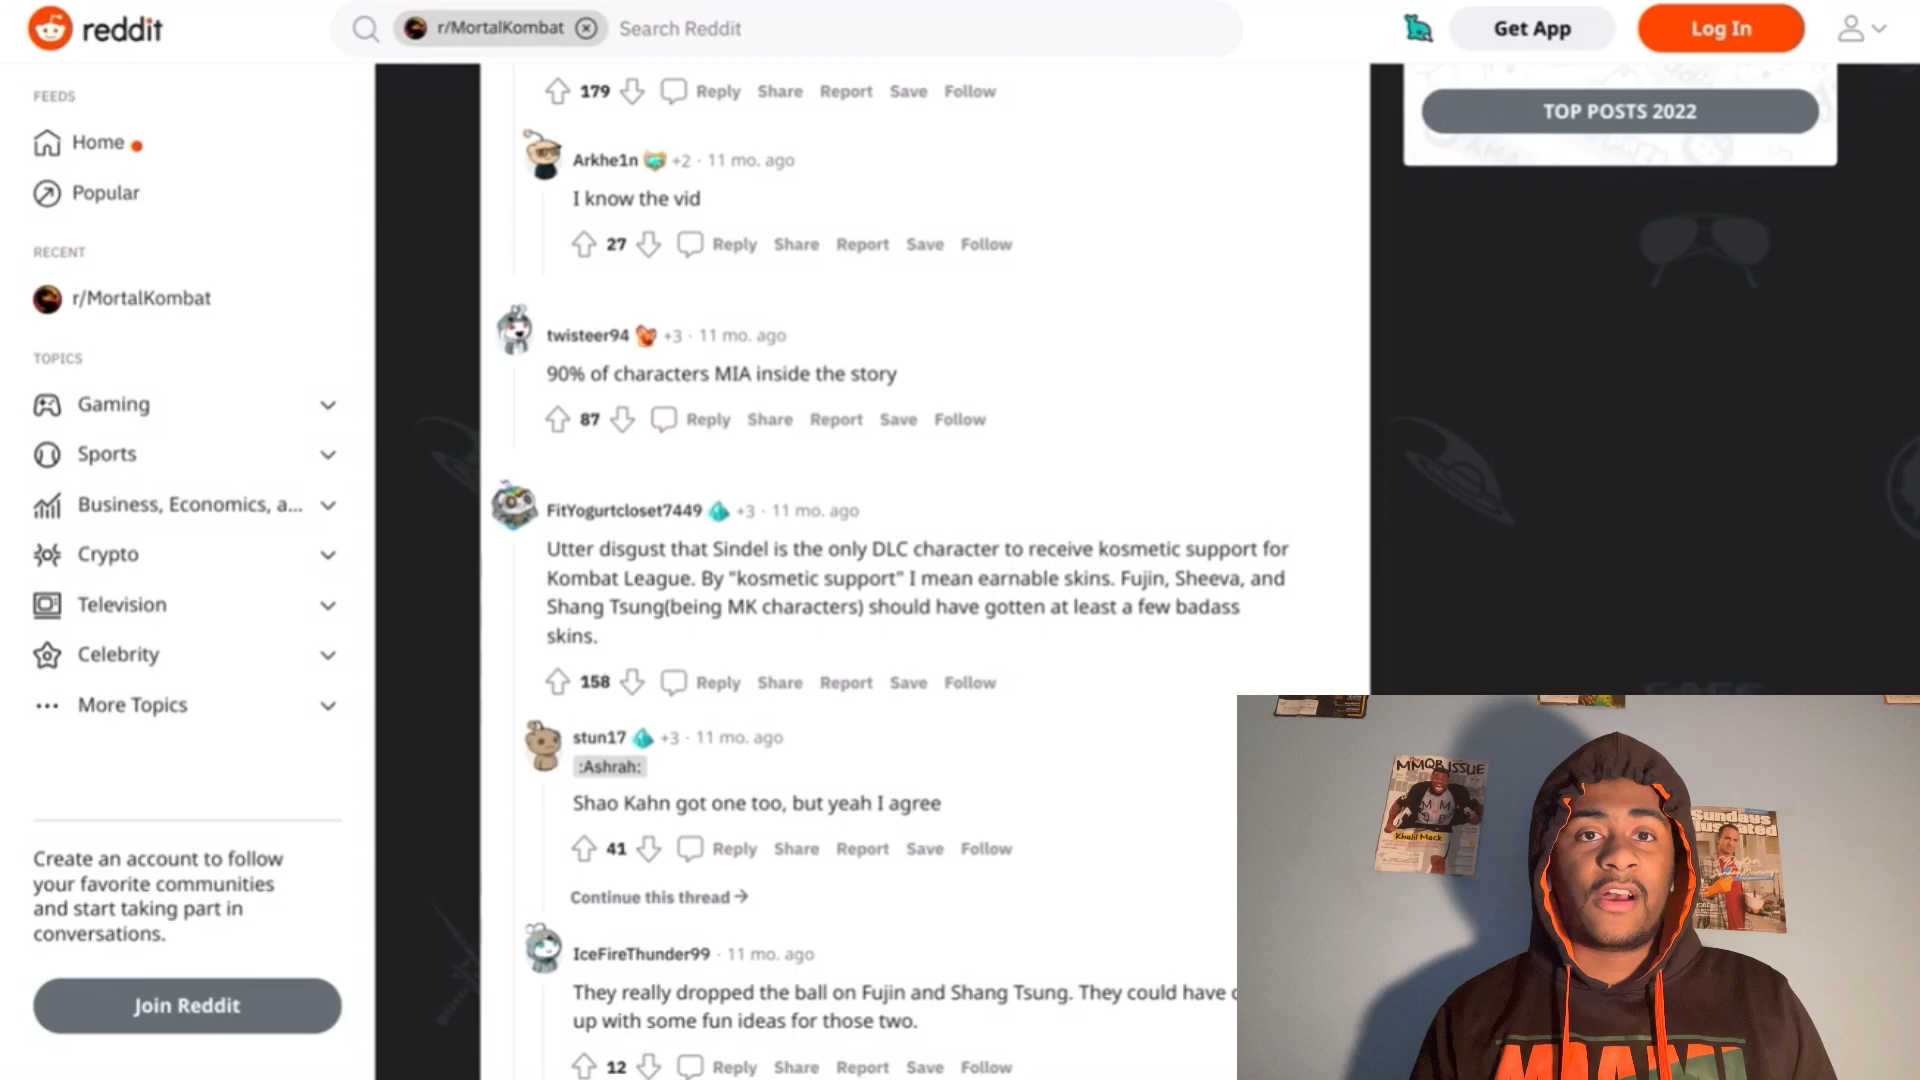 reddit
r/MortalKombat
Search Reddit
Get App
Log In
FEEDS
Home
Popular
RECENT
r/MortalKombat
TOPICS
Gaming
Sports
Business, Economics, a...
Crypto
Television
Celebrity
More Topics
Create an account to follow
your favorite communities
and start taking part in
conversations.
Join Reddit
179 Reply Share Report Save Follow
Arkhe1n +2 · 11 mo. ago
I know the vid
27 Reply Share Report Save Follow
twisteer94 +3 · 11 mo. ago
90% of characters MIA inside the story
87 Reply Share Report Save Follow
FitYogurtcloset7449 +3 · 11 mo. ago
Utter disgust that Sindel is the only DLC character to receive kosmetic support for
Kombat League. By "kosmetic support" I mean earnable skins. Fujin, Sheeva, and
Shang Tsung(being MK characters) should have gotten at least a few badass
skins.
158 Reply Share Report Save Follow
stun17 +3 · 11 mo. ago
:Ashrah:
Shao Kahn got one too, but yeah I agree
41 Reply Share Report Save Follow
Continue this thread →
IceFireThunder99 · 11 mo. ago
They really dropped the ball on Fujin and Shang Tsung. They could have
up with some fun ideas for those two.
12 Reply Share Report Save Follow
TOP POSTS 2022
MMQB ISSUE
Khalil Mack
Sundays
Illustrated
Peyton
MIAMI